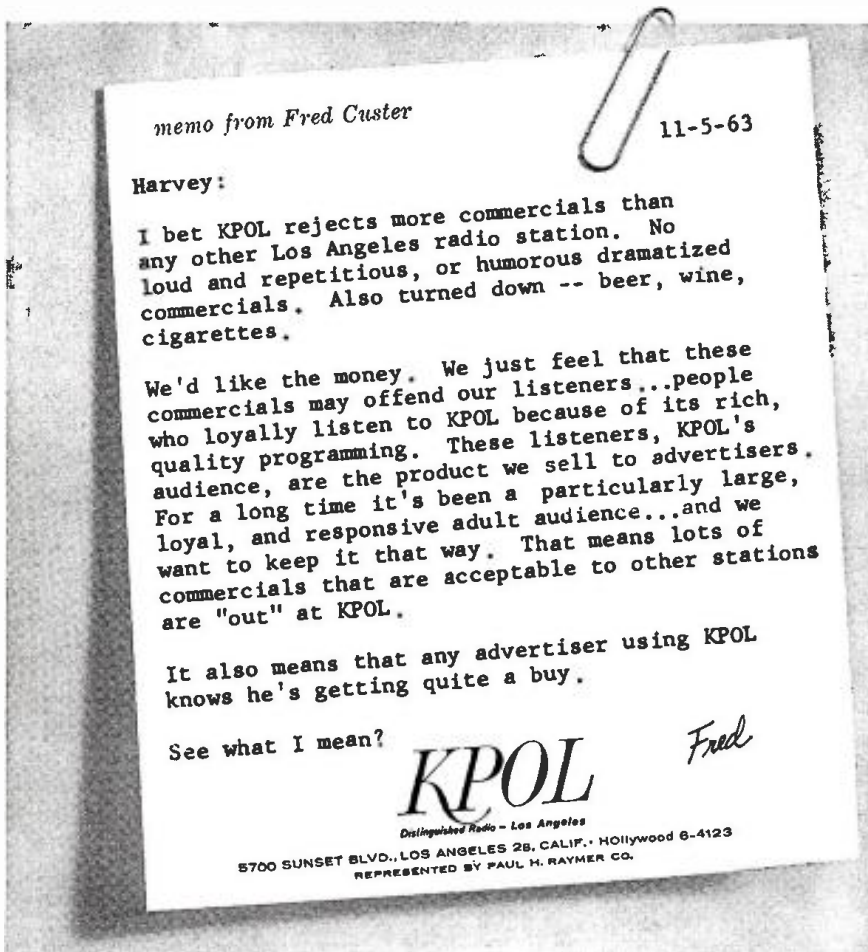 memo from Fred Custer
11-5-63
Harvey:
I bet KPOL rejects more commercials than
any other Los Angeles radio station. No
loud and repetitious, or humorous dramatized
commercials. Also turned down -- beer, wine,
cigarettes.
We'd like the money. We just feel that these
commercials may offend our listeners...people
who loyally listen to KPOL because of its rich,
quality programming. These listeners, KPOL's
audience, are the product we sell to advertisers.
For a long time it's been a particularly large,
loyal, and responsive adult audience...and we
want to keep it that way. That means lots of
commercials that are acceptable to other stations
are "out" at KPOL.
It also means that any advertiser using KPOL
knows he's getting quite a buy.
See what I mean?
Fred
KPOL
Distinguished Radio - Los Angeles
5700 SUNSET BLVD., LOS ANGELES 28, CALIF. • HOllywood 6-4123
REPRESENTED BY PAUL H. RAYMER CO.